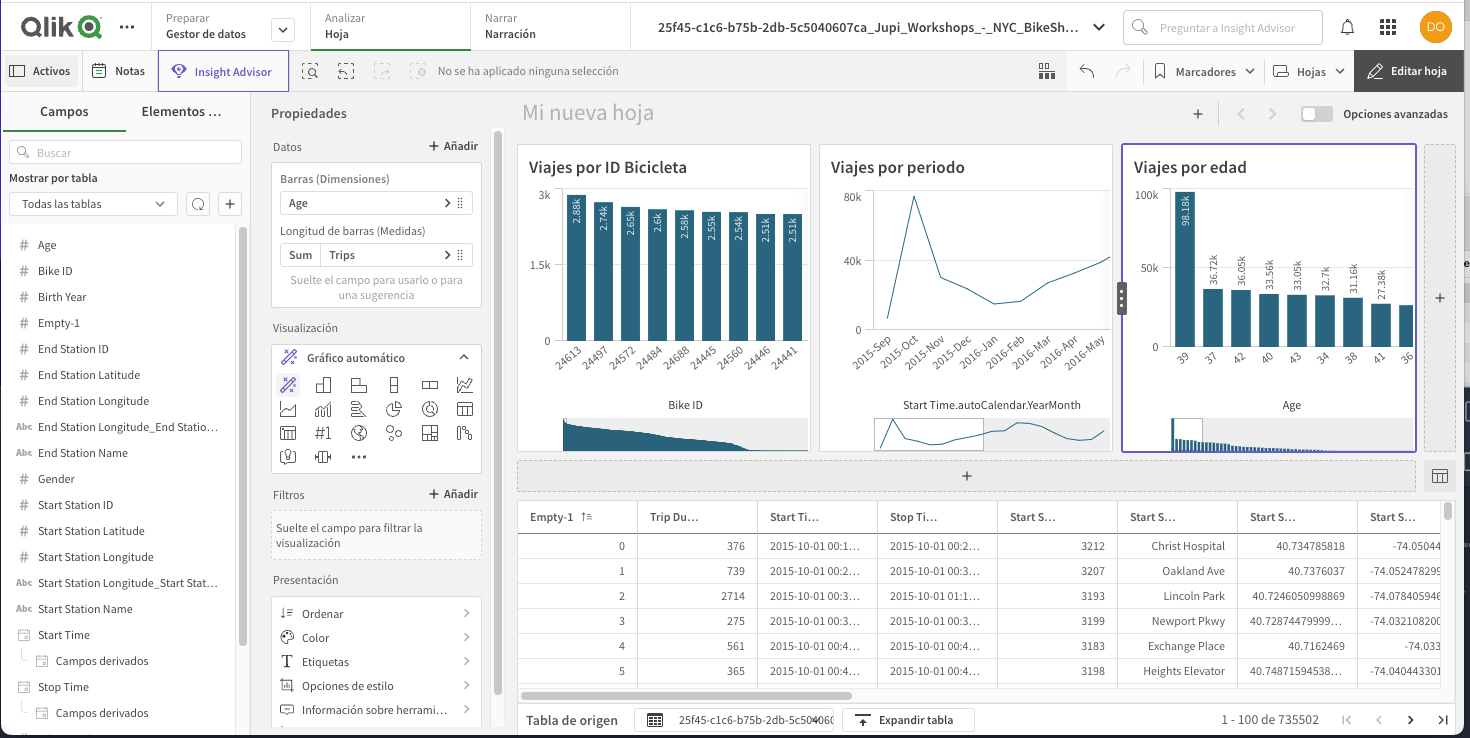 Qlik
Preparar
Gestor de datos
Analizar
Hoja
Narrar
Narración
25f45-c1c6-b75b-2db-5c5040607ca_Jupi_Workshops_-_NYC_BikeSh...
Preguntar a Insight Advisor
DO
Activos
Notas
Insight Advisor
No se ha aplicado ninguna selección
Marcadores
Hojas
Editar hoja
Campos
Elementos ...
Buscar
Mostrar por tabla
Todas las tablas
# Age
# Bike ID
# Birth Year
# Empty-1
# End Station ID
# End Station Latitude
# End Station Longitude
Abc End Station Longitude_End Statio...
Abc End Station Name
# Gender
# Start Station ID
# Start Station Latitude
# Start Station Longitude
Abc Start Station Longitude_Start Stat...
Abc Start Station Name
Start Time
Campos derivados
Stop Time
Campos derivados
Propiedades
Datos
+ Añadir
Barras (Dimensiones)
Age
Longitud de barras (Medidas)
Sum Trips
Suelte el campo para usarlo o para
una sugerencia
Visualización
Gráfico automático
#1
Filtros
+ Añadir
Suelte el campo para filtrar la
visualización
Presentación
Ordenar
Color
Etiquetas
Opciones de estilo
Información sobre herrami...
Mi nueva hoja
Opciones avanzadas
Viajes por ID Bicicleta
3k
1.5k
0
2.88k 2.74k 2.65k 2.6k 2.58k 2.55k 2.54k 2.51k 2.51k
24613 24497 24572 24484 24688 24445 24560 24446 24441
Bike ID
Viajes por periodo
80k
40k
0
2015-Sep 2015-Oct 2015-Nov 2015-Dec 2016-Jan 2016-Feb 2016-Mar 2016-Apr 2016-May
Start Time.autoCalendar.YearMonth
Viajes por edad
100k
50k
0
98.18k 36.72k 36.05k 33.56k 33.05k 32.7k 31.16k 27.38k
39 37 42 40 43 34 38 41 36
Age
Empty-1 Trip Du... Start Ti... Stop Ti... Start S... Start S... Start S... Start S...
0 376 2015-10-01 00:1... 2015-10-01 00:2... 3212 Christ Hospital 40.734785818 -74.05044
1 739 2015-10-01 00:2... 2015-10-01 00:3... 3207 Oakland Ave 40.7376037 -74.052478299
2 2714 2015-10-01 00:3... 2015-10-01 01:1... 3193 Lincoln Park 40.7246050998869 -74.078405946
3 275 2015-10-01 00:3... 2015-10-01 00:3... 3199 Newport Pkwy 40.72874479999... -74.032108200
4 561 2015-10-01 00:4... 2015-10-01 00:4... 3183 Exchange Place 40.7162469 -74.033
5 365 2015-10-01 00:4... 2015-10-01 00:4... 3198 Heights Elevator 40.74871594538... -74.040443301
Tabla de origen
25f45-c1c6-b75b-2db-5c504060
Expandir tabla
1 - 100 de 735502